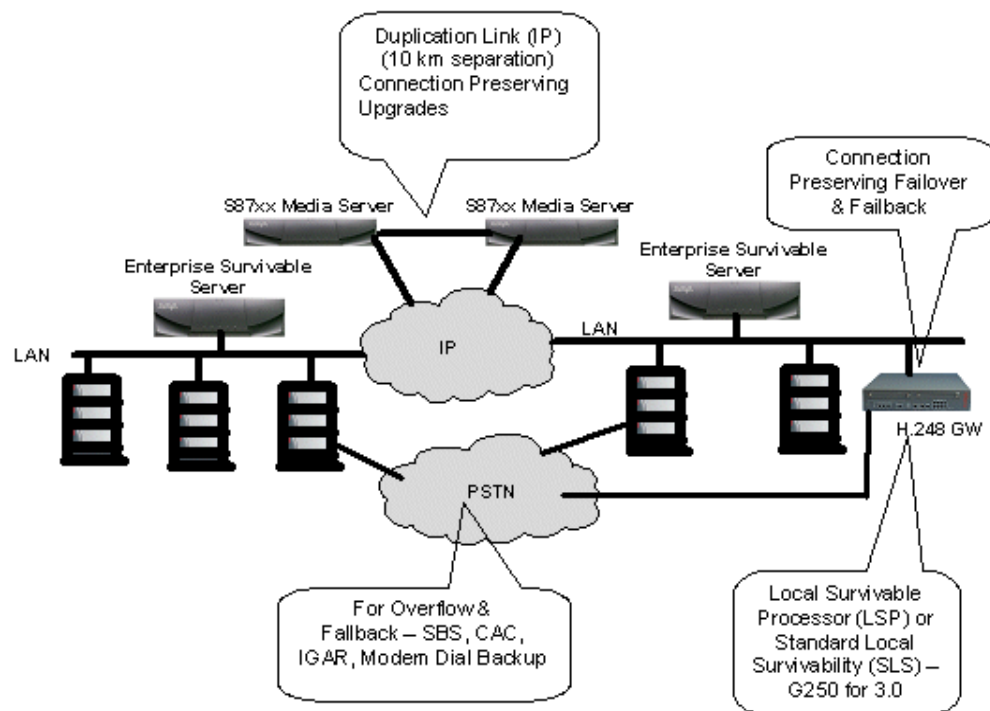 Duplication Link (IP)
(10 km separation)
Connection Preserving
Upgrades
Connection
Preserving Failover
& Failback
S87xx Media Server
S87xx Media Server
Enterprise Survivable
Server
Enterprise Survivable
Server
LAN
IP
LAN
H.248 GW
PSTN
For Overflow &
Fallback – SBS, CAC,
IGAR, Modem Dial Backup
Local Survivable
Processor (LSP) or
Standard Local
Survivability (SLS) –
G250 for 3.0